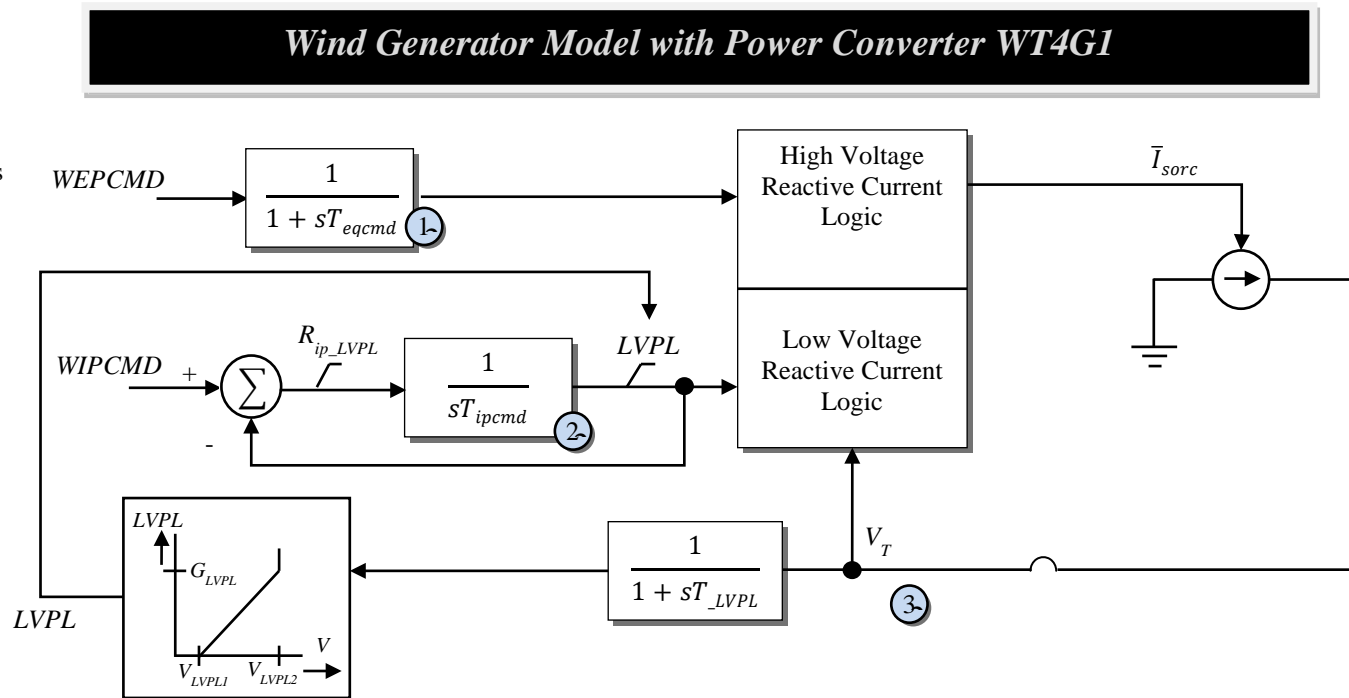 Wind Generator Model with Power Converter WT4G1
s
WEPCMD
1
1 + sT_eqcmd
1
High Voltage
Reactive Current
Logic
Ī_sorc
WIPCMD
+
-
∑
R_ip_LVPL
1
sT_ipcmd
2
LVPL
Low Voltage
Reactive Current
Logic
LVPL
G_LVPL
V_LVPL1
V_LVPL2
V
LVPL
1
1 + sT_LVPL
V_T
3